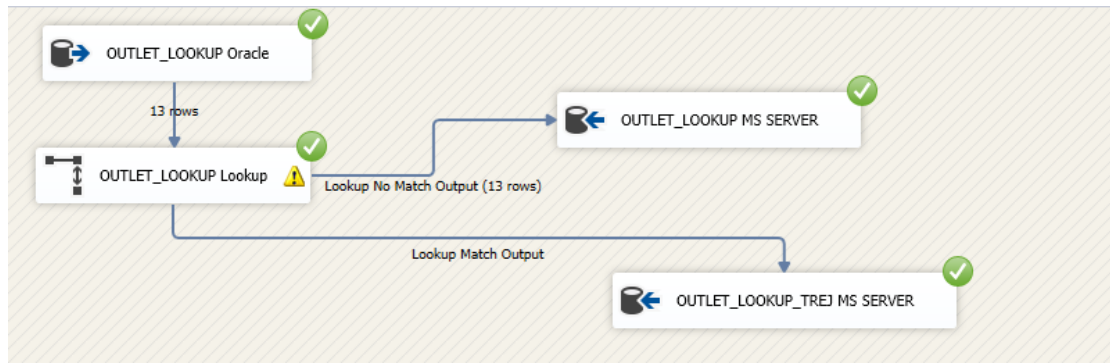 OUTLET_LOOKUP Oracle
13 rows
OUTLET_LOOKUP MS SERVER
OUTLET_LOOKUP Lookup
Lookup No Match Output (13 rows)
Lookup Match Output
OUTLET_LOOKUP_TREJ MS SERVER